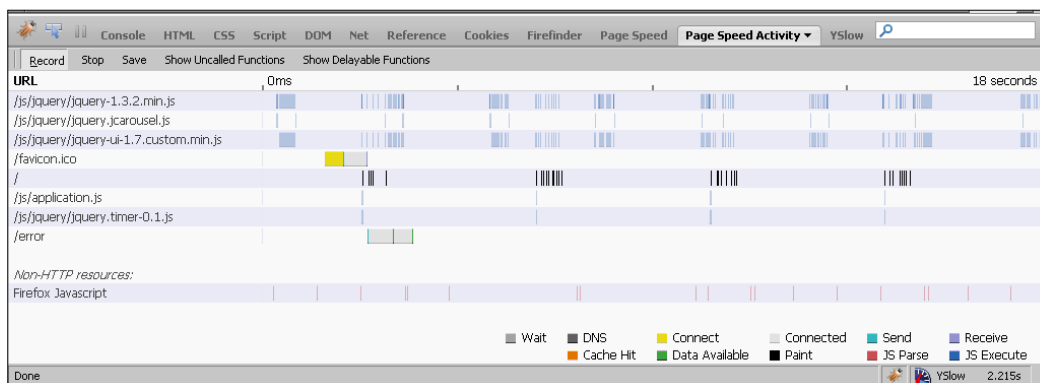 Console HTML CSS Script DOM Net Reference Cookies Firefinder Page Speed Page Speed Activity ▾ YSlow
Record Stop Save Show Uncalled Functions Show Delayable Functions
URL 0ms 18 seconds
/js/jquery/jquery-1.3.2.min.js
/js/jquery/jquery.jcarousel.js
/js/jquery/jquery-ui-1.7.custom.min.js
/favicon.ico
/
/js/application.js
/js/jquery/jquery.timer-0.1.js
/error
Non-HTTP resources:
Firefox Javascript
Wait DNS Connect Connected Send Receive
Cache Hit Data Available Paint JS Parse JS Execute
Done YSlow 2.215s